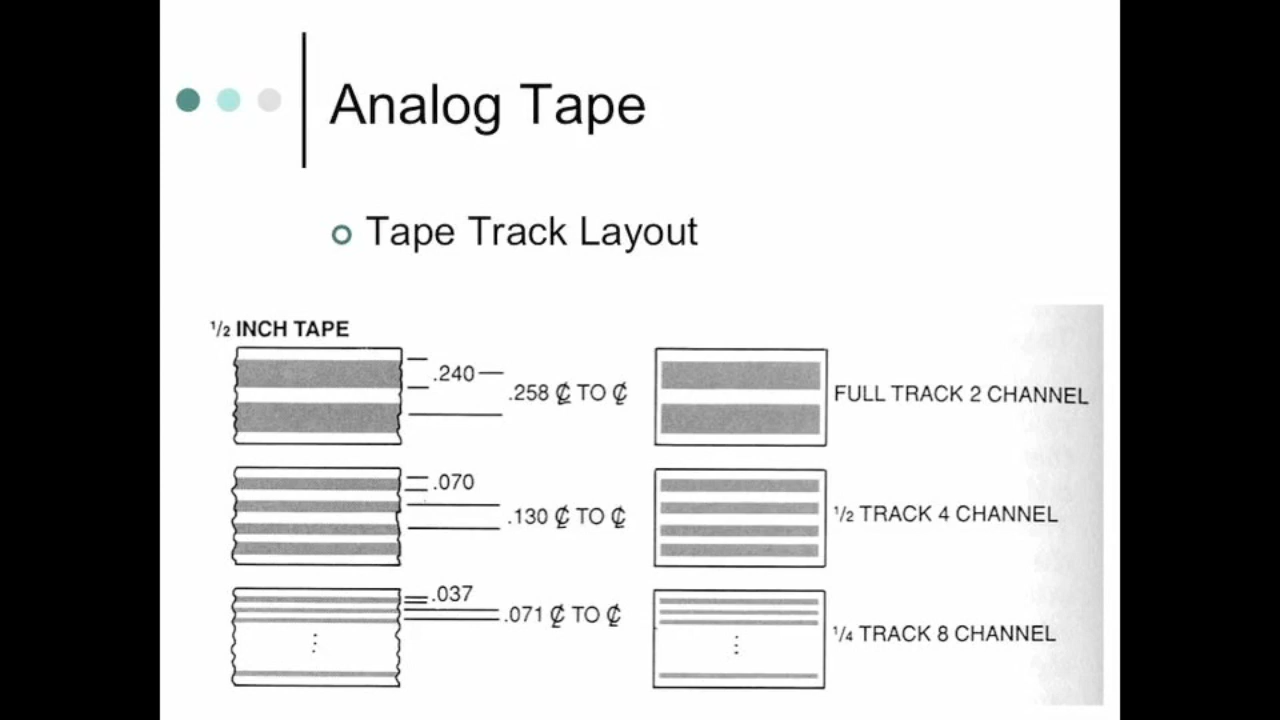 Analog Tape
Tape Track Layout
1/2 INCH TAPE
.240
.258 ℄ TO ℄
FULL TRACK 2 CHANNEL
.070
.130 ℄ TO ℄
1/2 TRACK 4 CHANNEL
.037
.071 ℄ TO ℄
1/4 TRACK 8 CHANNEL